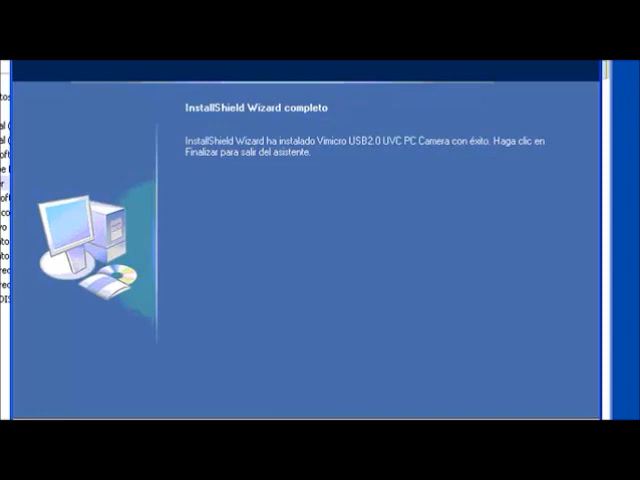 InstallShield Wizard completo
InstallShield Wizard ha instalado Vimicro USB2.0 UVC PC Camera con éxito. Haga clic en
Finalizar para salir del asistente.